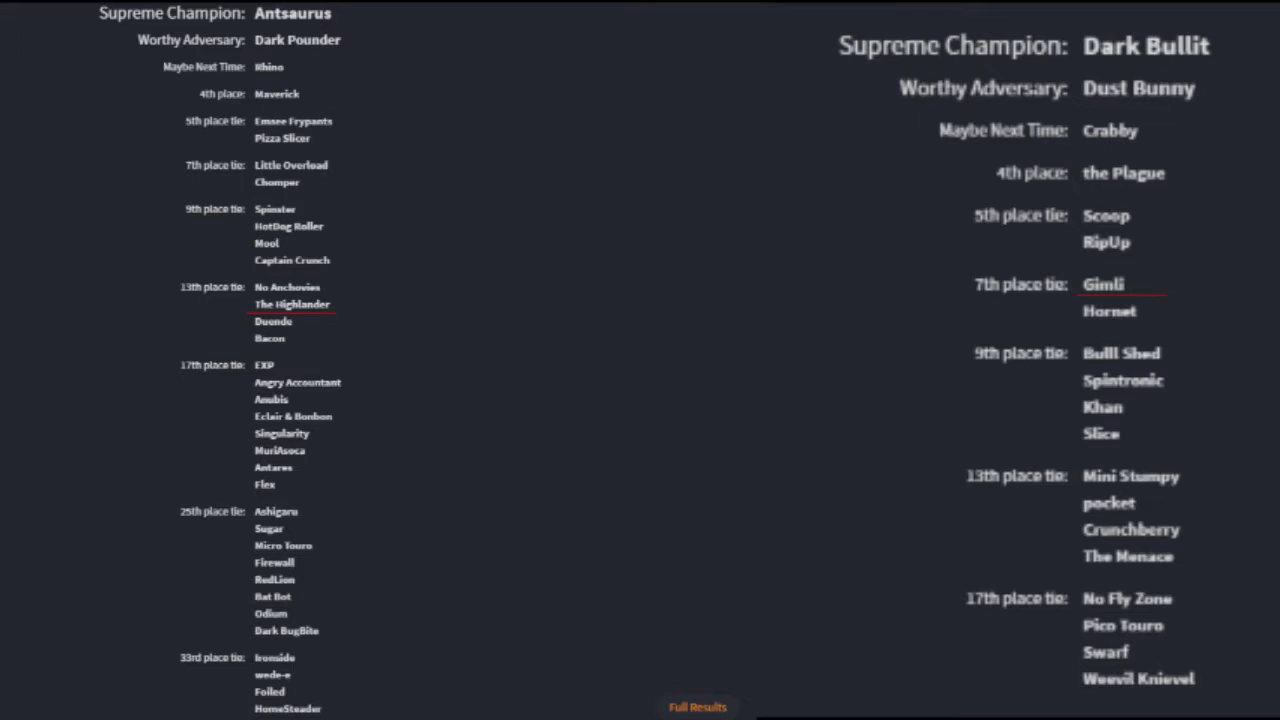 Supreme Champion: Antsaurus
Worthy Adversary: Dark Pounder
Maybe Next Time: Rhino
4th place: Maverick
5th place tie: Emsee Frypants
Pizza Slicer
7th place tie: Little Overload
Chomper
9th place tie: Spinster
HotDog Roller
Mool
Captain Crunch
13th place tie: No Anchovies
The Highlander
Duende
Bacon
17th place tie: EXP
Angry Accountant
Anubis
Eclair & Bonbon
Singularity
MuriAsoca
Antares
Flex
25th place tie: Ashigaru
Sugar
Micro Touro
Firewall
RedLion
Bat Bot
Odium
Dark BugBite
33rd place tie: Ironside
wede-e
Foiled
HomeSteader
Supreme Champion: Dark Bullit
Worthy Adversary: Dust Bunny
Maybe Next Time: Crabby
4th place: the Plague
5th place tie: Scoop
RipUp
7th place tie: Gimli
Hornet
9th place tie: Bulll Shed
Spintronic
Khan
Slice
13th place tie: Mini Stumpy
pocket
Crunchberry
The Menace
17th place tie: No Fly Zone
Pico Touro
Swarf
Weevil Knievel
Full Results